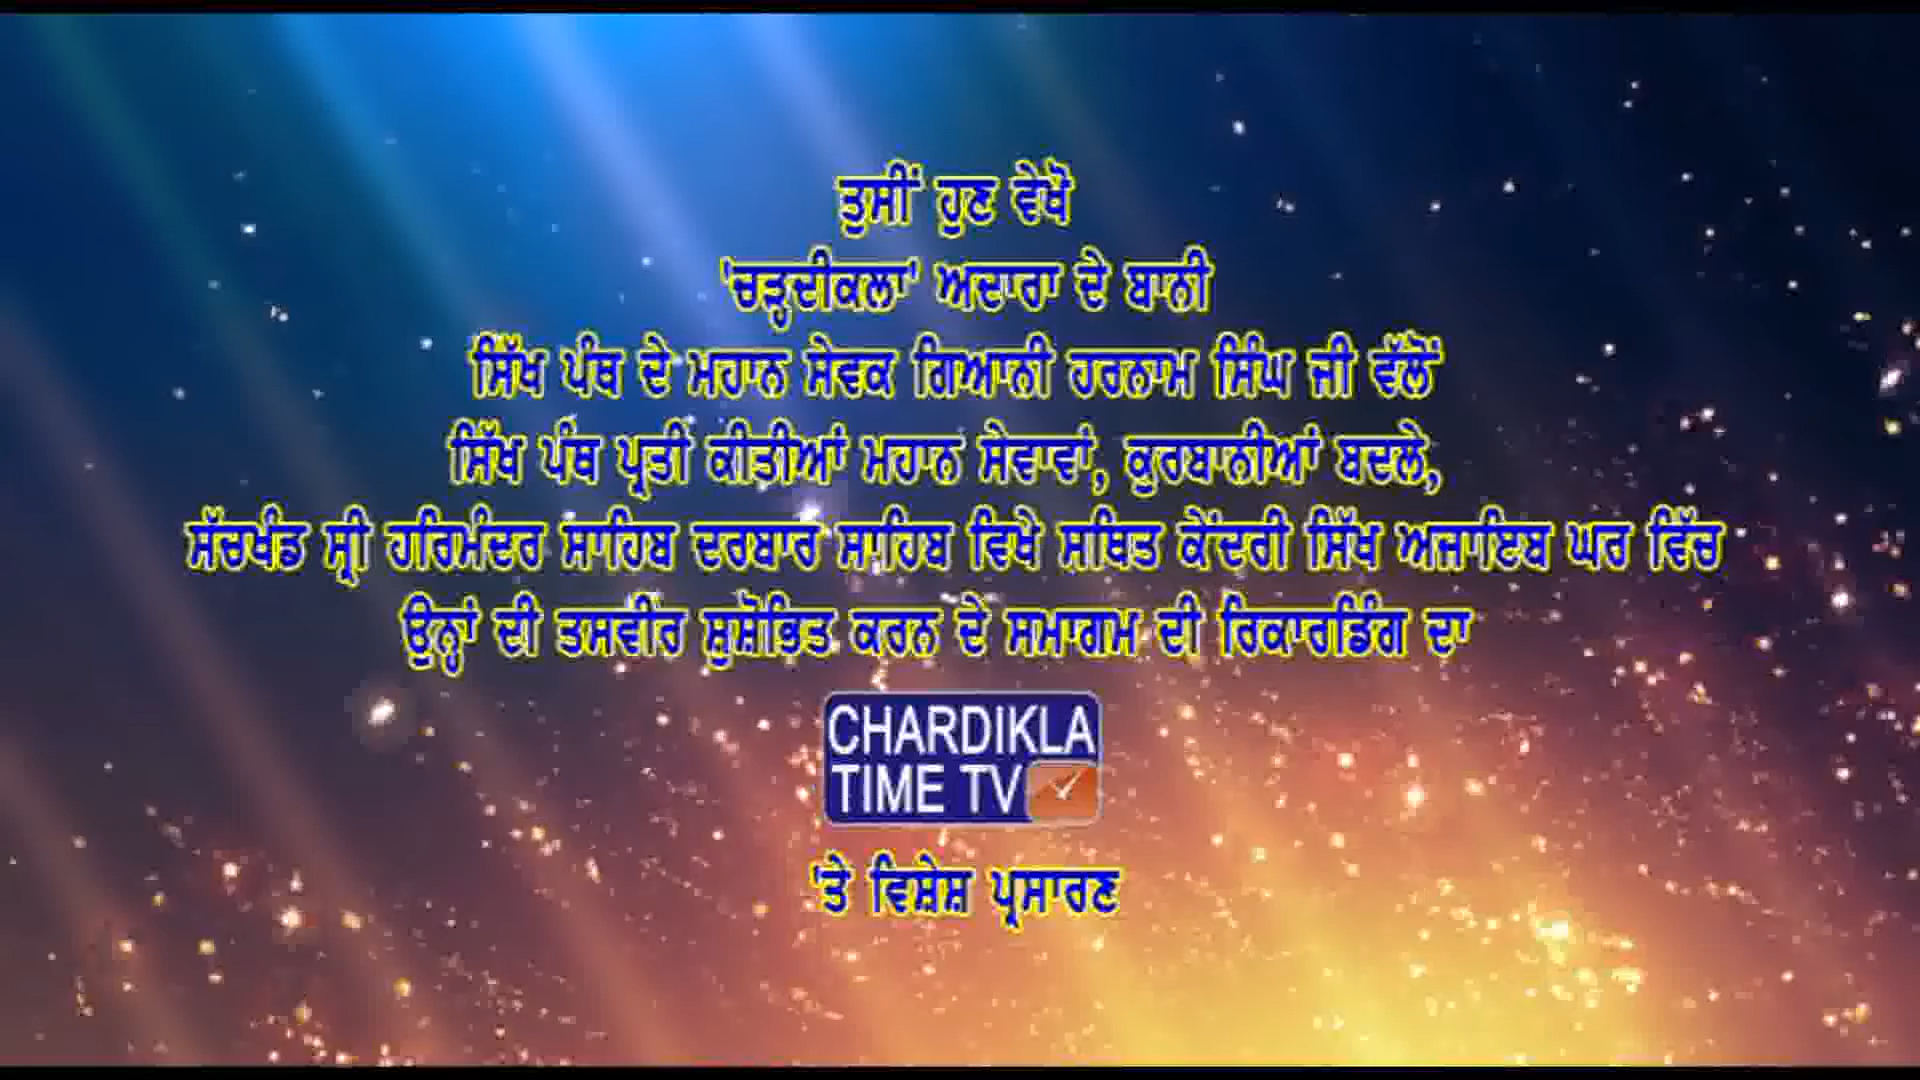 ਤੁਸੀਂ ਹੁਣ ਵੇਖੋ
'ਚੜ੍ਹਦੀਕਲਾ' ਅਦਾਰਾ ਦੇ ਬਾਨੀ
ਸਿੱਖ ਪੰਥ ਦੇ ਮਹਾਨ ਸੇਵਕ ਗਿਆਨੀ ਹਰਨਾਮ ਸਿੰਘ ਜੀ ਵੱਲੋਂ
ਸਿੱਖ ਪੰਥ ਪ੍ਰਤੀ ਕੀਤੀਆਂ ਮਹਾਨ ਸੇਵਾਵਾਂ, ਕੁਰਬਾਨੀਆਂ ਬਦਲੇ,
ਸੱਚਖੰਡ ਸ੍ਰੀ ਹਰਿਮੰਦਰ ਸਾਹਿਬ ਦਰਬਾਰ ਸਾਹਿਬ ਵਿਖੇ ਸਥਿਤ ਕੇਂਦਰੀ ਸਿੱਖ ਅਜਾਇਬ ਘਰ ਵਿੱਚ
ਉਨ੍ਹਾਂ ਦੀ ਤਸਵੀਰ ਸੁਸ਼ੋਭਿਤ ਕਰਨ ਦੇ ਸਮਾਗਮ ਦੀ ਰਿਕਾਰਡਿੰਗ ਦਾ
CHARDIKLA
TIME TV
'ਤੇ ਵਿਸ਼ੇਸ਼ ਪ੍ਰਸਾਰਣ